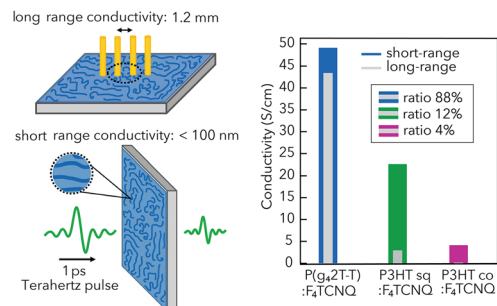 long range conductivity: 1.2 mm
short range conductivity: < 100 nm
1 ps
Terahertz pulse
Conductivity (S/cm)
50
45
40
35
30
25
20
15
10
5
0
short-range
long-range
ratio 88%
ratio 12%
ratio 4%
P(g₄2T-T) P3HT sq P3HT co
:F₄TCNQ :F₄TCNQ :F₄TCNQ